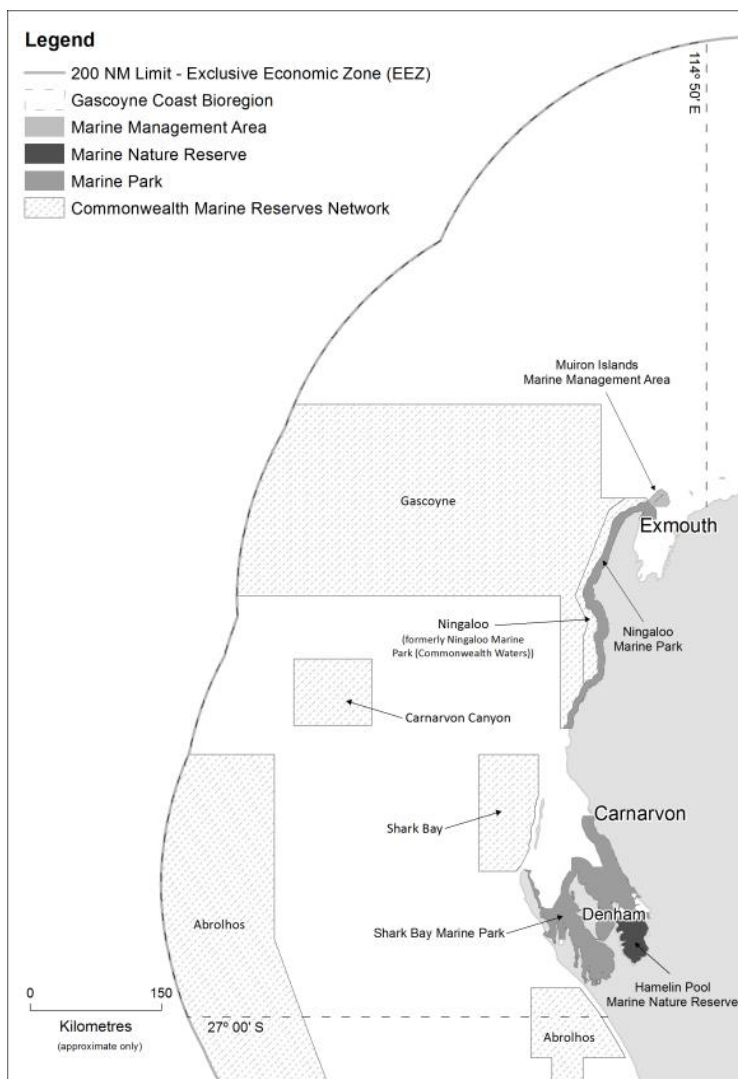 Legend
200 NM Limit - Exclusive Economic Zone (EEZ)
Gascoyne Coast Bioregion
Marine Management Area
Marine Nature Reserve
Marine Park
Commonwealth Marine Reserves Network
114° 50' E
Muiron Islands
Marine Management Area
Gascoyne
Exmouth
Ningaloo
(formerly Ningaloo Marine
Park (Commonwealth Waters))
Ningaloo
Marine Park
Carnarvon Canyon
Carnarvon
Shark Bay
Denham
Abrolhos
Shark Bay Marine Park
Hamelin Pool
Marine Nature Reserve
0 150
Kilometres
(approximate only)
27° 00' S
Abrolhos